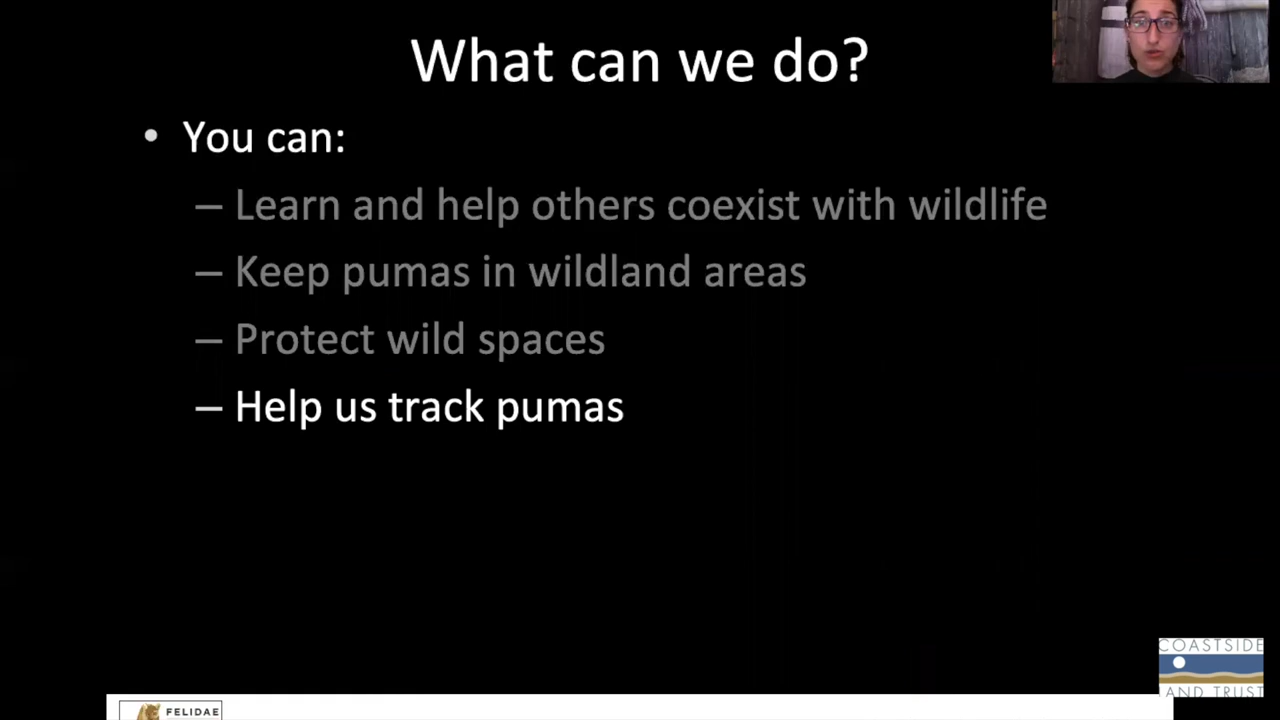 What can we do?
• You can:
– Learn and help others coexist with wildlife
– Keep pumas in wildland areas
– Protect wild spaces
– Help us track pumas
COASTSIDE
LAND TRUST
FELIDAE